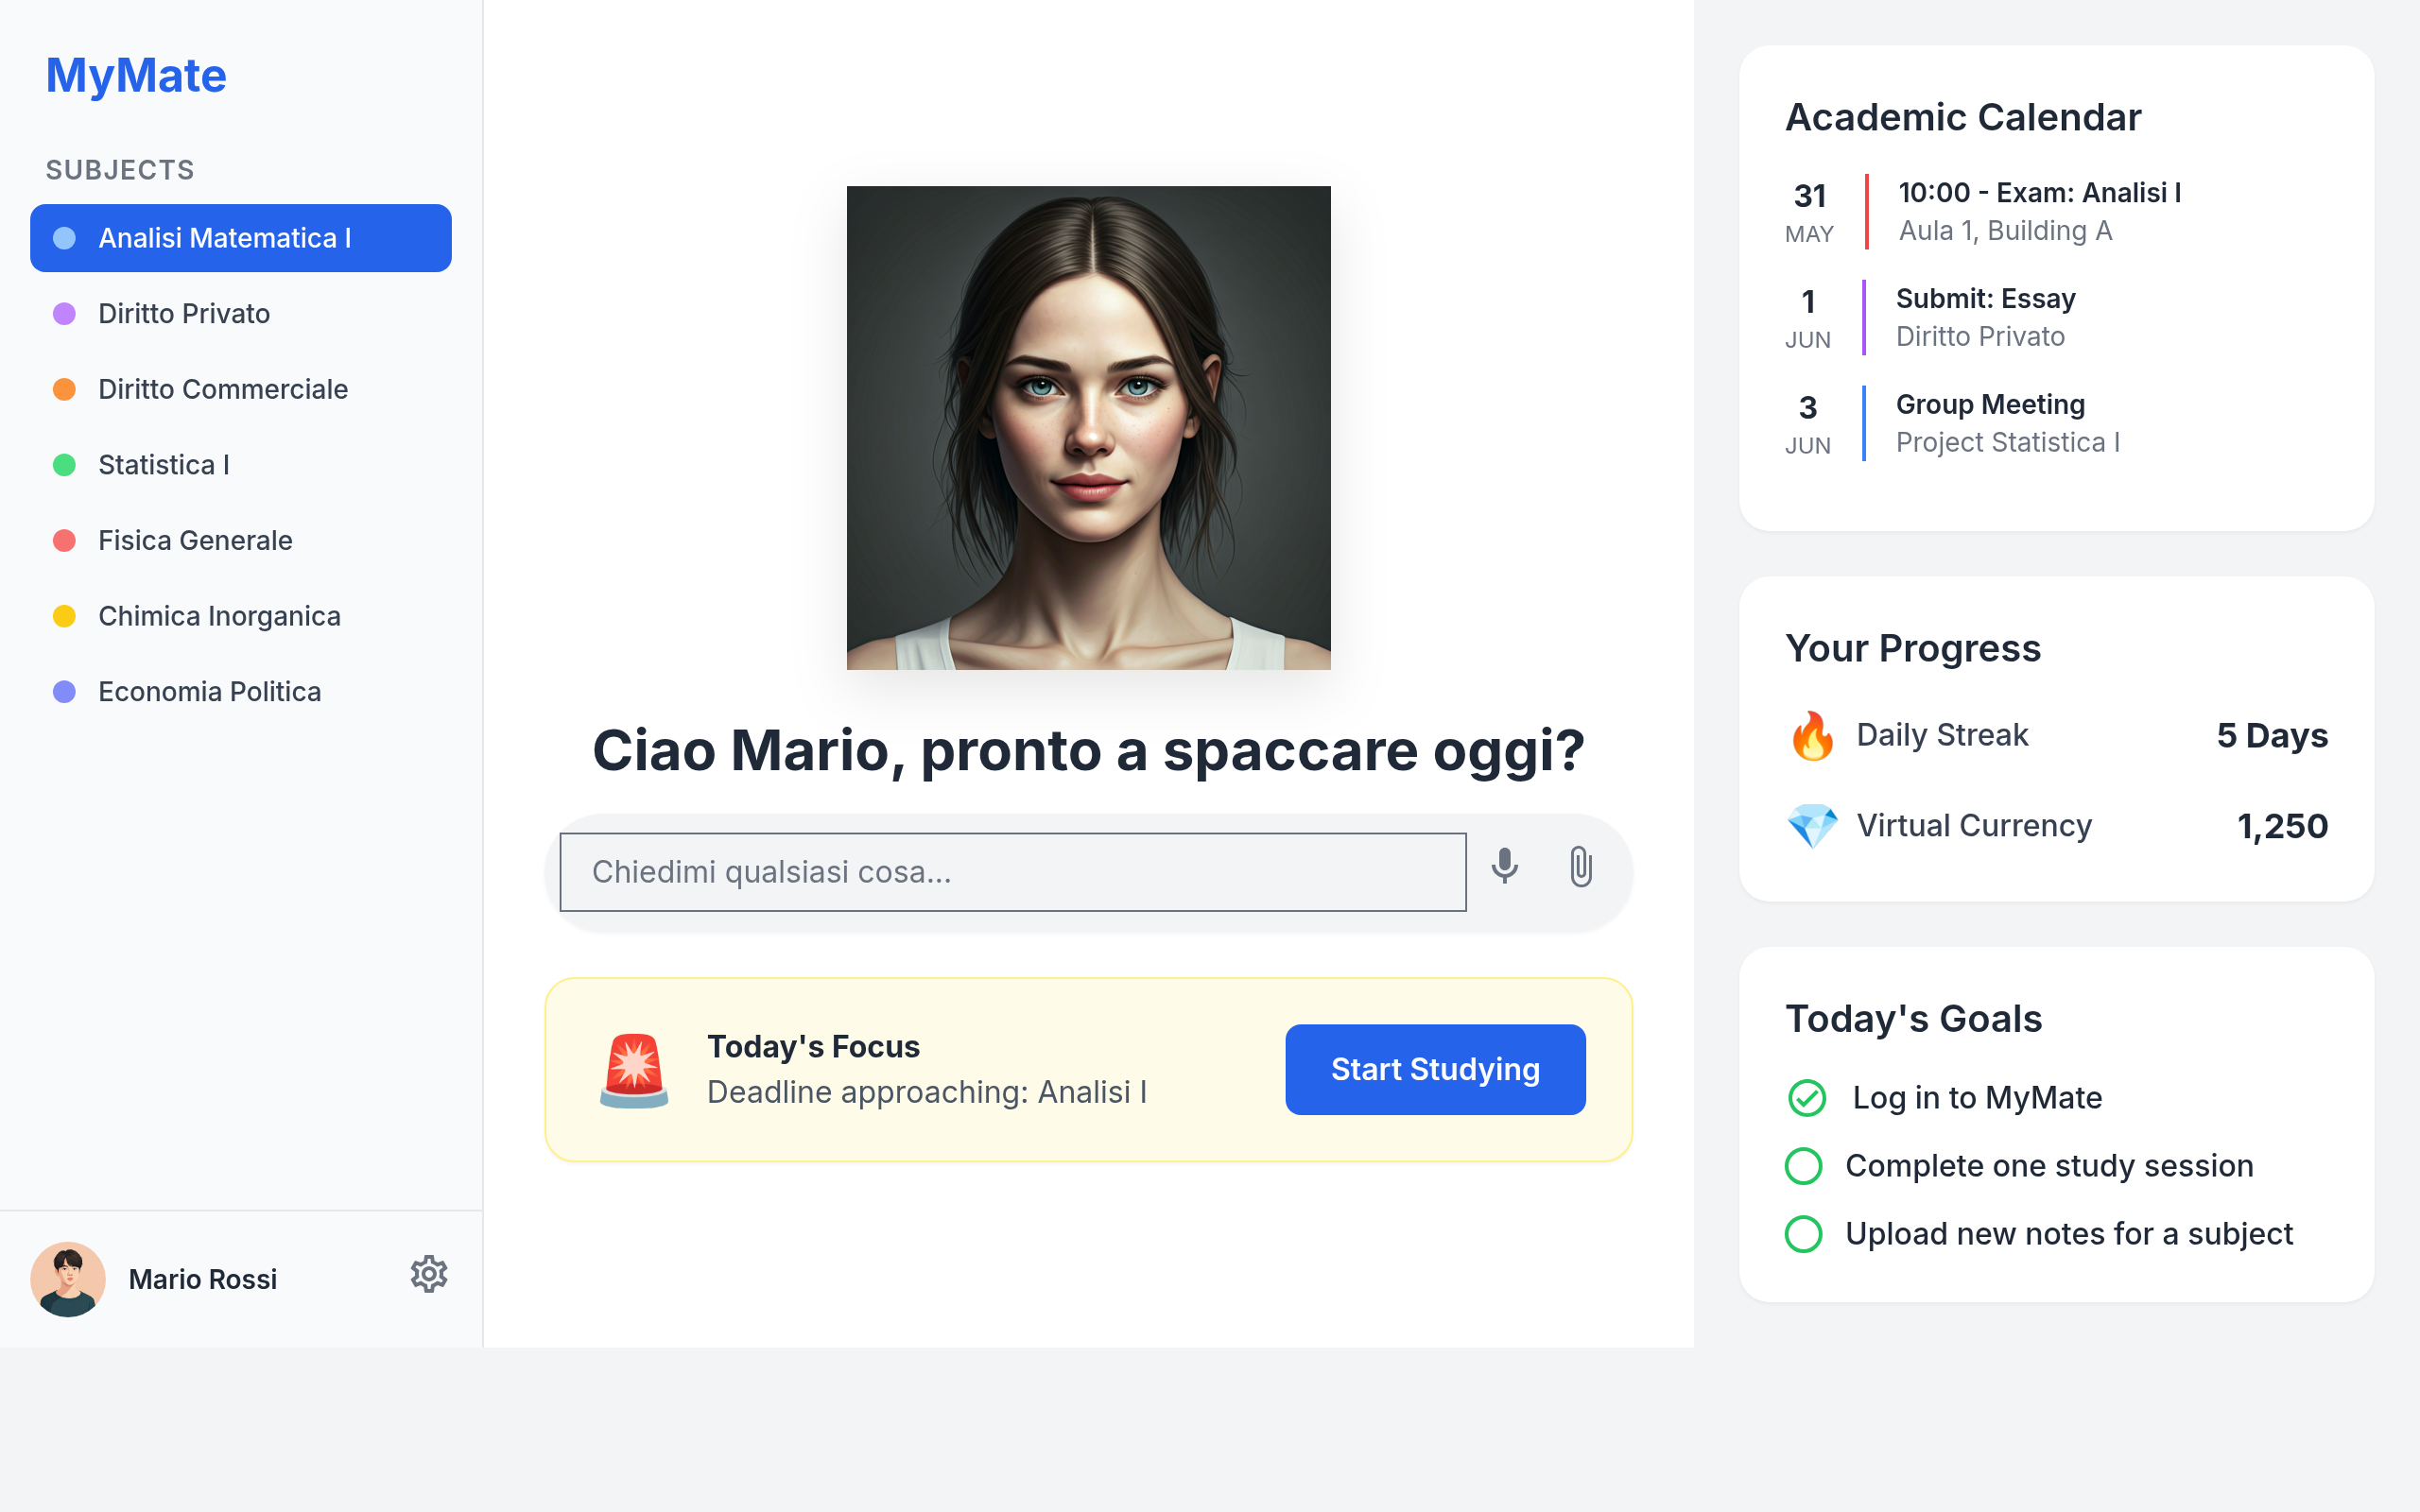 MyMate
SUBJECTS
Analisi Matematica I
Diritto Privato
Diritto Commerciale
Statistica I
Fisica Generale
Chimica Inorganica
Economia Politica
Mario Rossi
Ciao Mario, pronto a spaccare oggi?
Chiedimi qualsiasi cosa...
Today's Focus
Deadline approaching: Analisi I
Start Studying
Academic Calendar
31
MAY
10:00 - Exam: Analisi I
Aula 1, Building A
1
JUN
Submit: Essay
Diritto Privato
3
JUN
Group Meeting
Project Statistica I
Your Progress
Daily Streak
5 Days
Virtual Currency
1,250
Today's Goals
Log in to MyMate
Complete one study session
Upload new notes for a subject